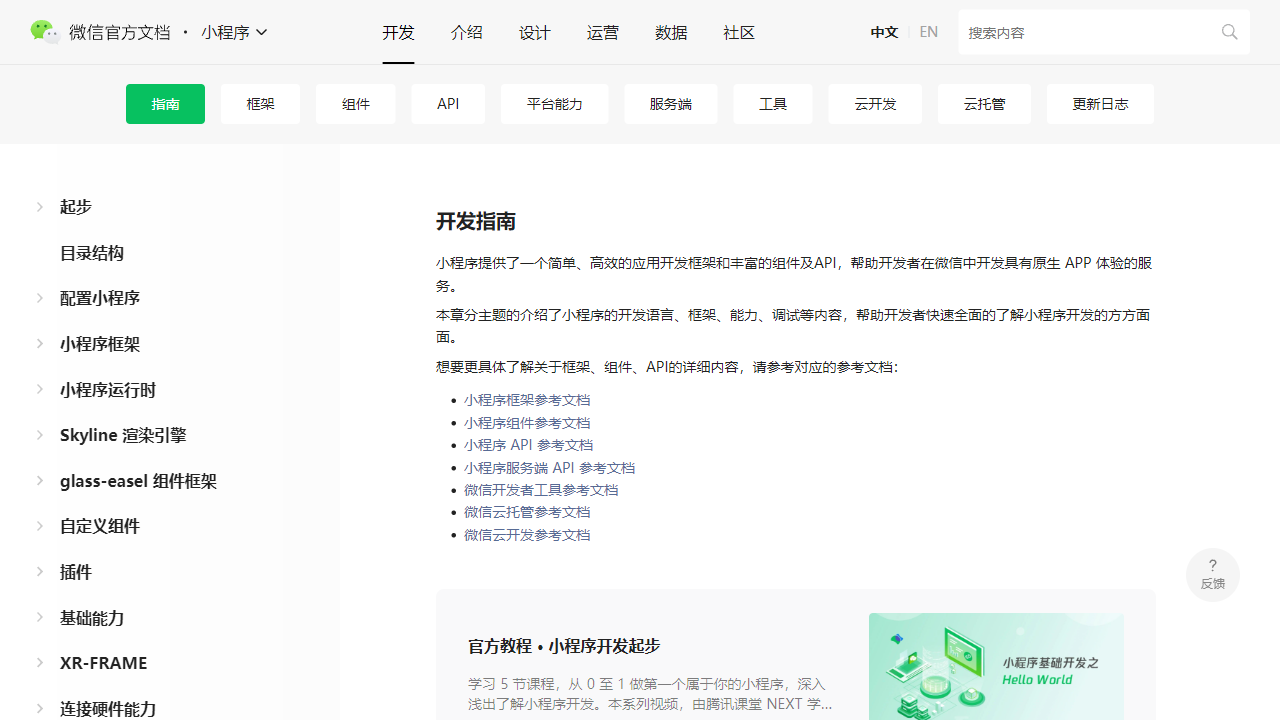 微信官方文档 · 小程序
开发 介绍 设计 运营 数据 社区
中文 EN
搜索内容
指南 框架 组件 API 平台能力 服务端 工具 云开发 云托管 更新日志
起步
目录结构
配置小程序
小程序框架
小程序运行时
Skyline 渲染引擎
glass-easel 组件框架
自定义组件
插件
基础能力
XR-FRAME
连接硬件能力
开发指南
小程序提供了一个简单、高效的应用开发框架和丰富的组件及API，帮助开发者在微信中开发具有原生 APP 体验的服
务。
本章分主题的介绍了小程序的开发语言、框架、能力、调试等内容，帮助开发者快速全面的了解小程序开发的方方面
面。
想要更具体了解关于框架、组件、API的详细内容，请参考对应的参考文档：
• 小程序框架参考文档
• 小程序组件参考文档
• 小程序 API 参考文档
• 小程序服务端 API 参考文档
• 微信开发者工具参考文档
• 微信云托管参考文档
• 微信云开发参考文档
官方教程 • 小程序开发起步
学习 5 节课程，从 0 至 1 做第一个属于你的小程序，深入
浅出了解小程序开发。本系列视频，由腾讯课堂 NEXT 学...
小程序基础开发之
Hello World
?
反馈